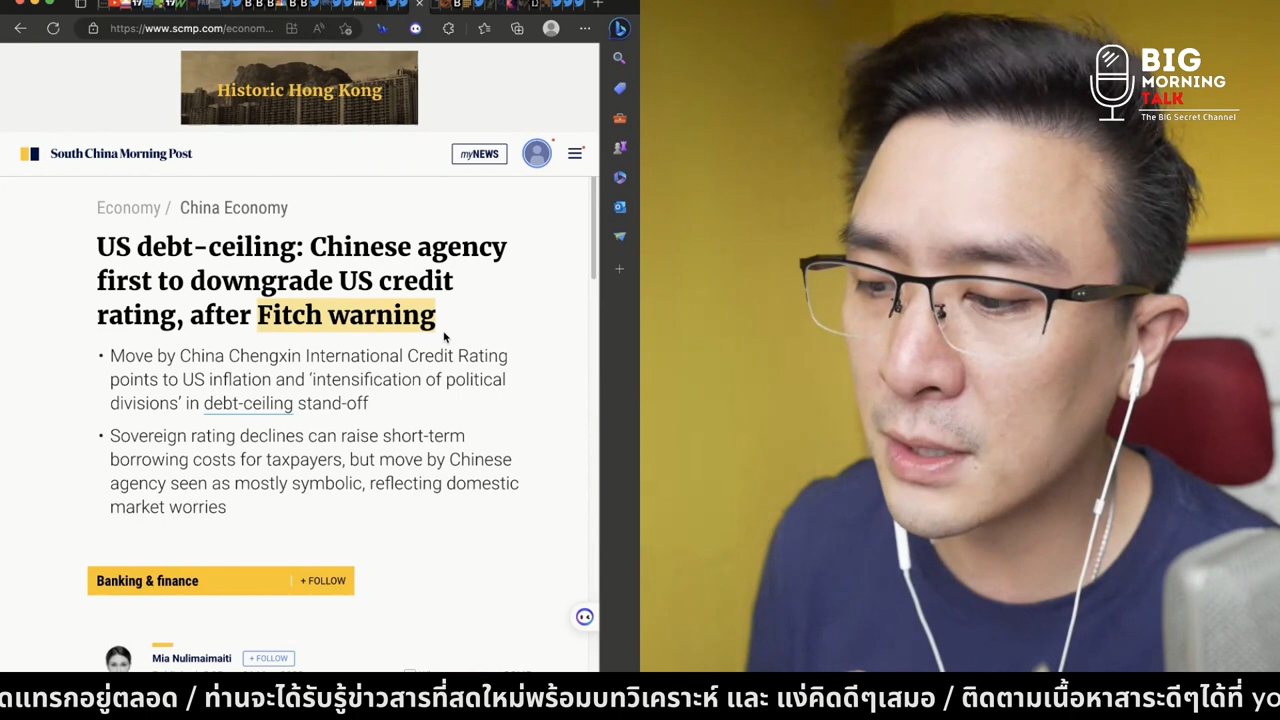 https://www.scmp.com/econom...
Historic Hong Kong
South China Morning Post
myNEWS
Economy / China Economy
US debt-ceiling: Chinese agency
first to downgrade US credit
rating, after Fitch warning
• Move by China Chengxin International Credit Rating
points to US inflation and ‘intensification of political
divisions’ in debt-ceiling stand-off
• Sovereign rating declines can raise short-term
borrowing costs for taxpayers, but move by Chinese
agency seen as mostly symbolic, reflecting domestic
market worries
Banking & finance
+ FOLLOW
Mia Nulimaimaiti
+ FOLLOW
BIG
MORNING
TALK
The BIG Secret Channel
ดแทรกอยู่ตลอด / ท่านจะได้รับรู้ข่าวสารที่สดใหม่พร้อมบทวิเคราะห์ และ แง่คิดดีๆเสมอ / ติดตามเนื้อหาสาระดีๆได้ที่ yo